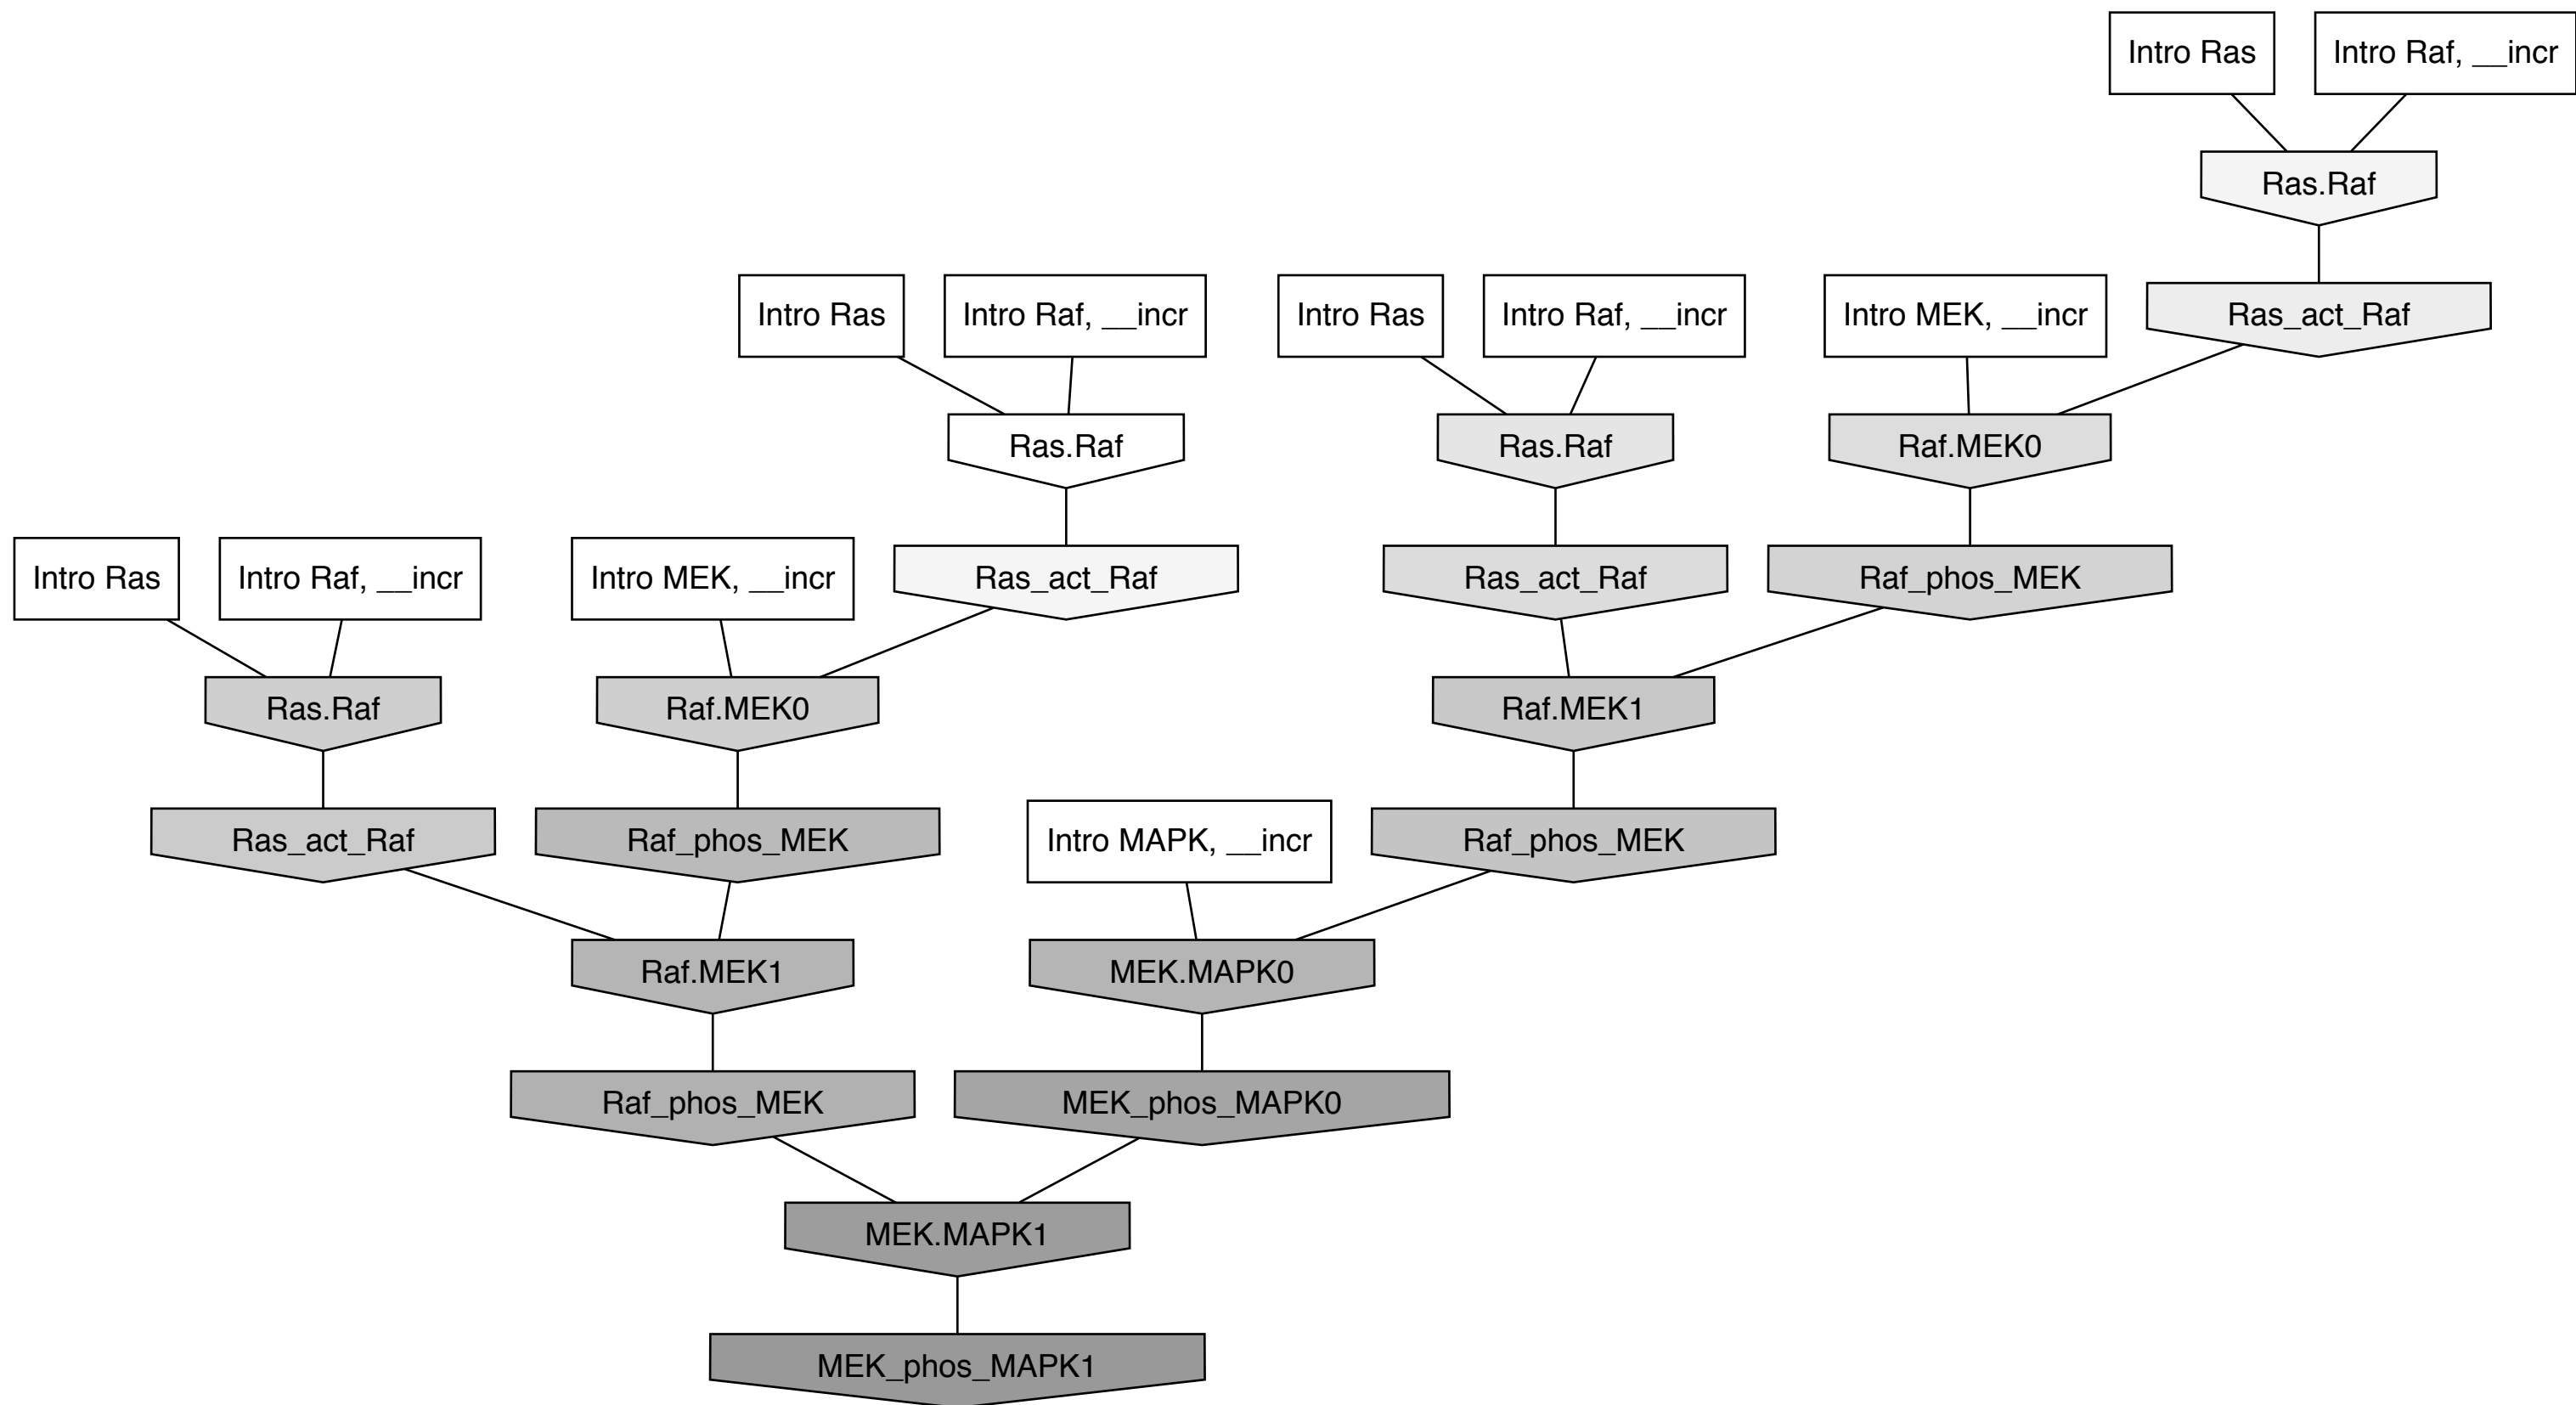 Intro Ras
Intro Raf, __incr
Ras.Raf
Intro Ras
Intro Raf, __incr
Intro Ras
Intro Raf, __incr
Intro MEK, __incr
Ras_act_Raf
Ras.Raf
Ras.Raf
Raf.MEK0
Intro Ras
Intro Raf, __incr
Intro MEK, __incr
Ras_act_Raf
Ras_act_Raf
Raf_phos_MEK
Ras.Raf
Raf.MEK0
Raf.MEK1
Ras_act_Raf
Raf_phos_MEK
Intro MAPK, __incr
Raf_phos_MEK
Raf.MEK1
MEK.MAPK0
Raf_phos_MEK
MEK_phos_MAPK0
MEK.MAPK1
MEK_phos_MAPK1